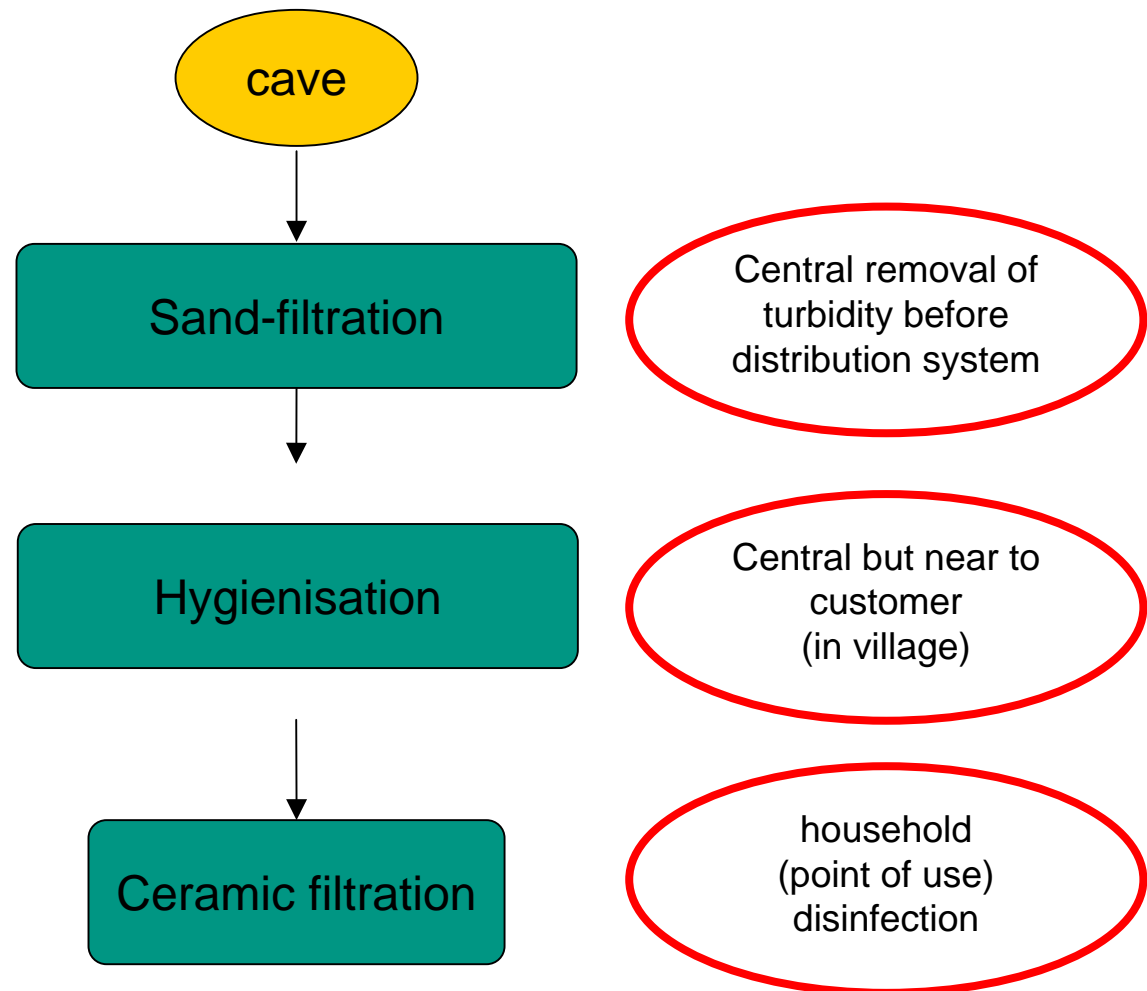 cave
Sand-filtration
Central removal of
turbidity before
distribution system
Hygienisation
Central but near to
customer
(in village)
Ceramic filtration
household
(point of use)
disinfection